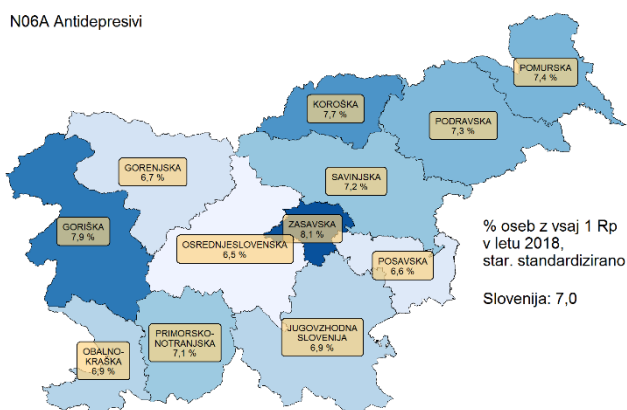 N06A Antidepresivi
POMURSKA
7,4 %
KOROŠKA
7,7 %
PODRAVSKA
7,3 %
GORENJSKA
6,7 %
SAVINJSKA
7,2 %
GORIŠKA
7,9 %
ZASAVSKA
8,1 %
OSREDNJESLOVENSKA
6,5 %
POSAVSKA
6,6 %
% oseb z vsaj 1 Rp
v letu 2018,
star. standardizirano
Slovenija: 7,0
PRIMORSKO-
NOTRANJSKA
7,1 %
JUGOVZHODNA
SLOVENIJA
6,9 %
OBALNO-
KRAŠKA
6,9 %